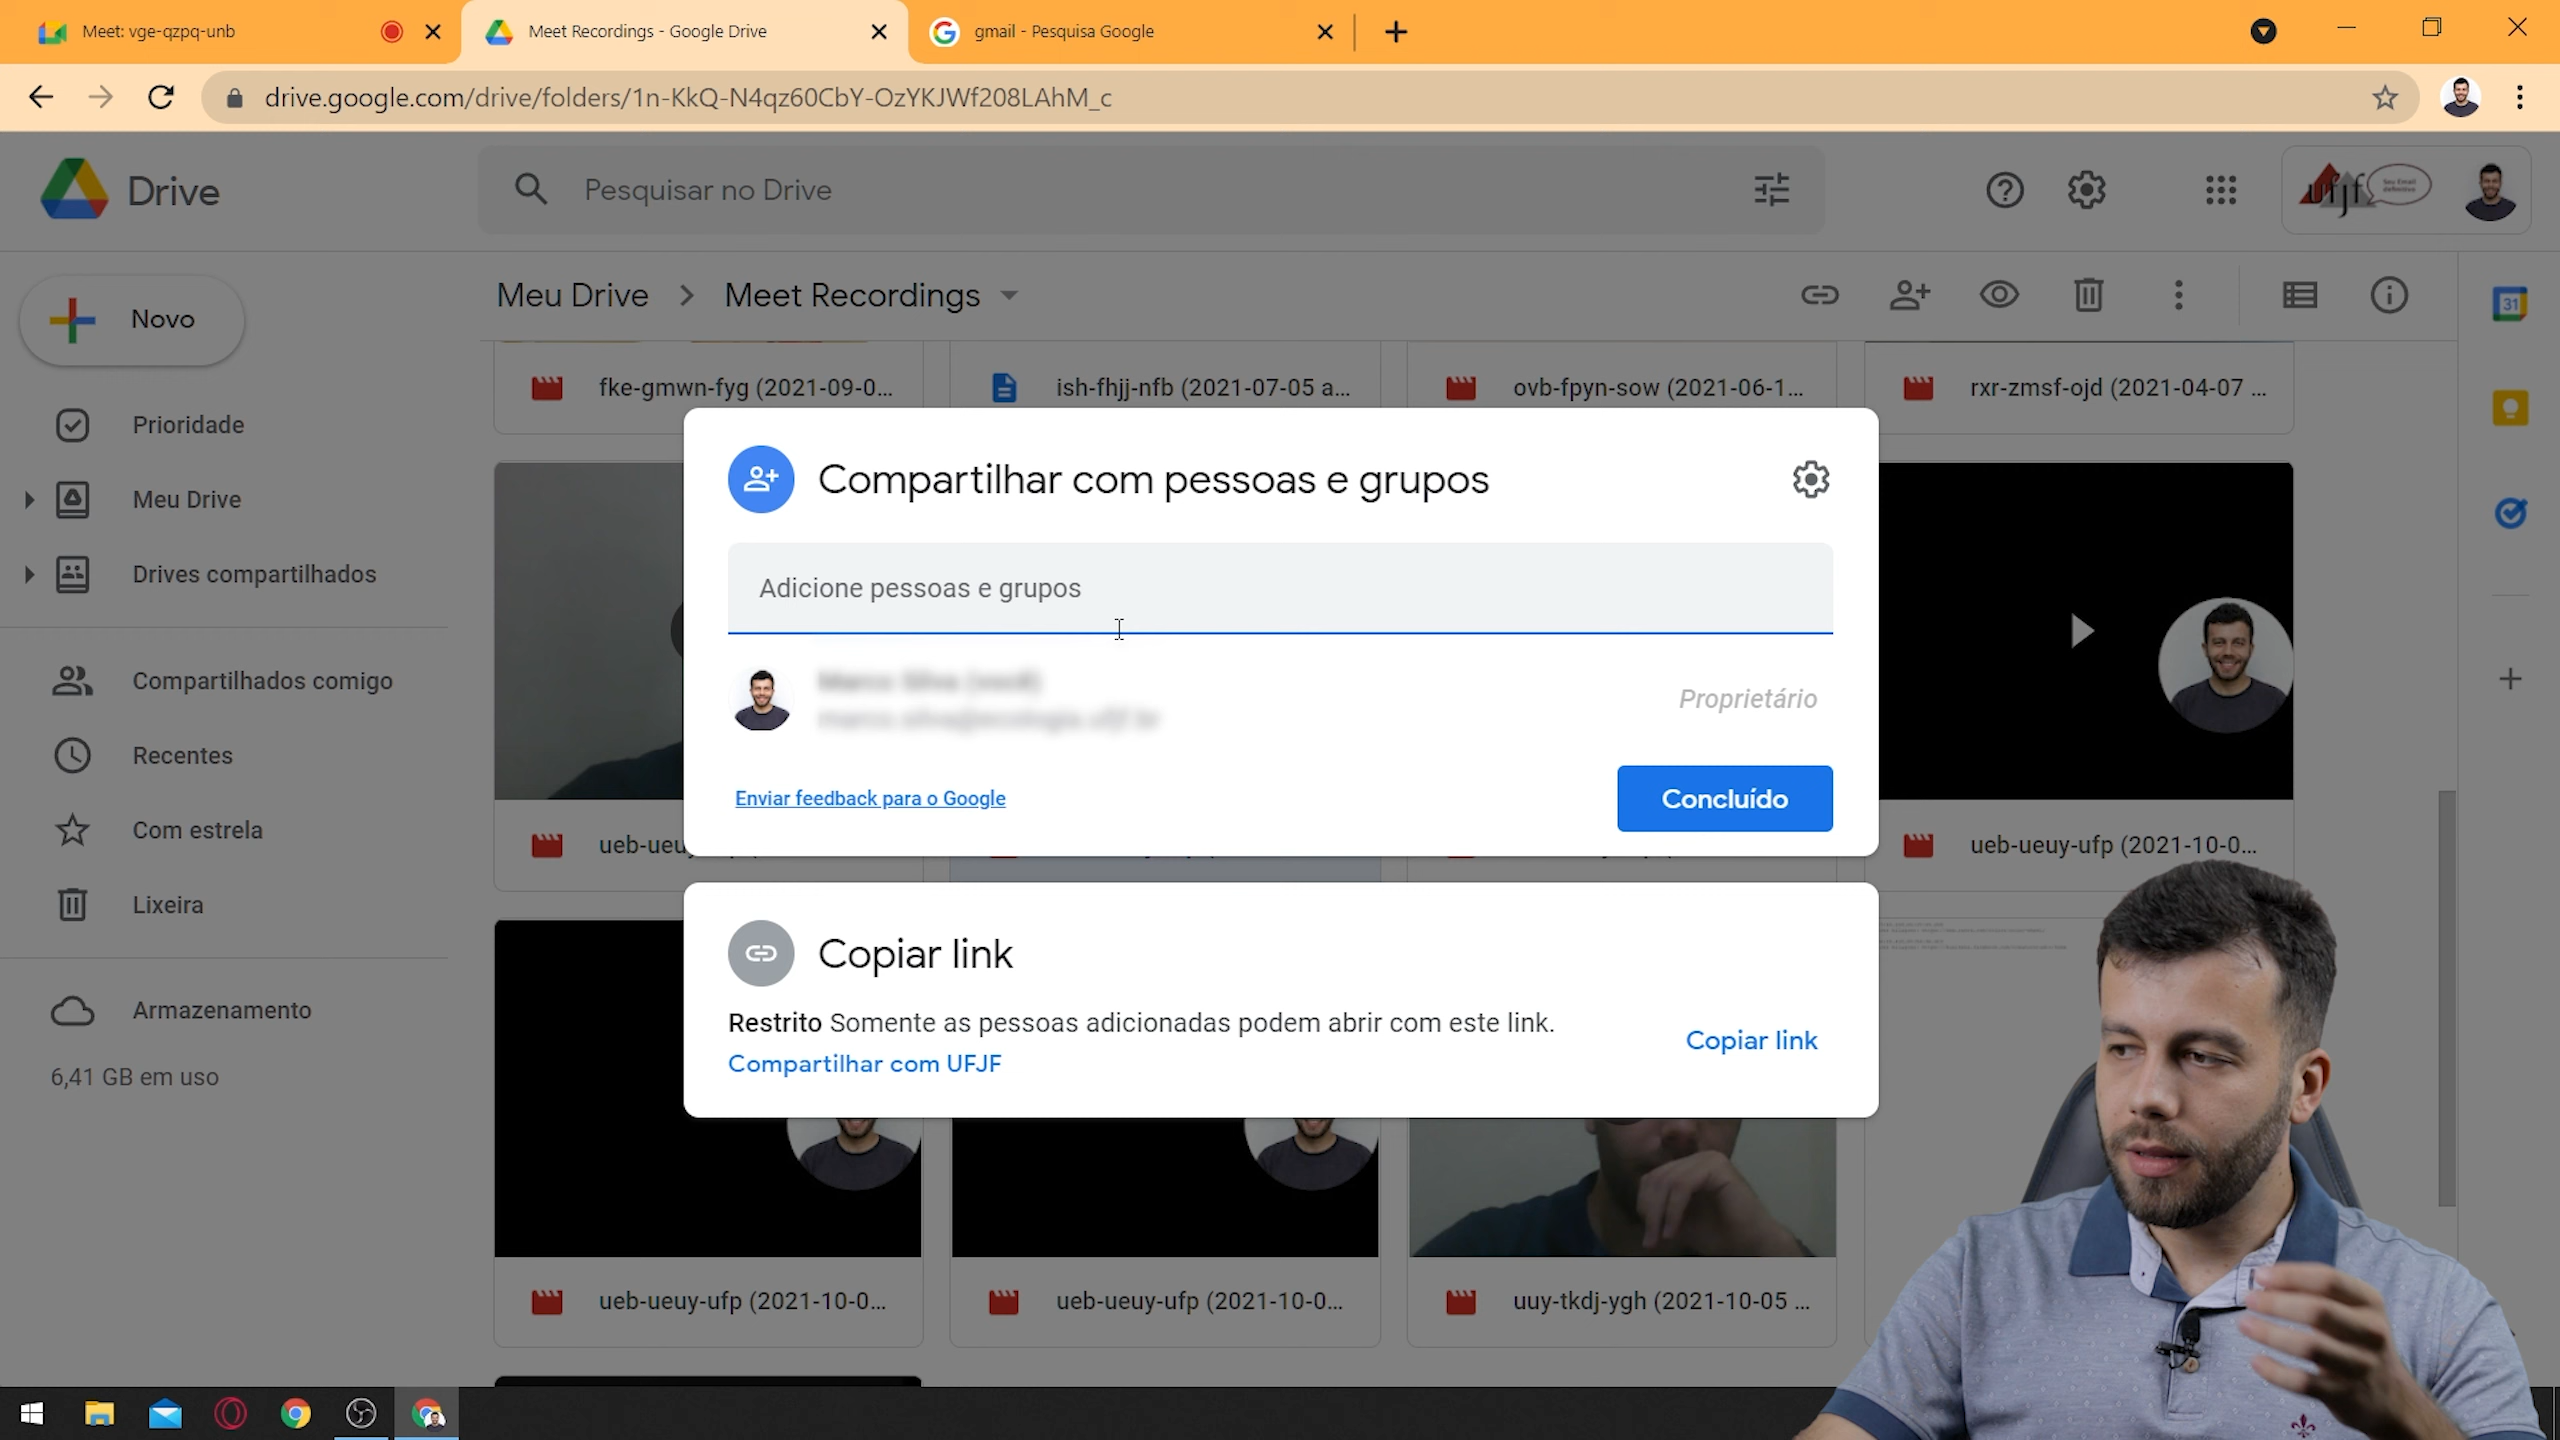 Meet: vge-qzpq-unb
Meet Recordings - Google Drive
gmail - Pesquisa Google
drive.google.com/drive/folders/1n-KkQ-N4qz60CbY-OzYKJWf208LAhM_c
Drive
Pesquisar no Drive
ufjf
Novo
Meu Drive
Meet Recordings
31
fke-gmwn-fyg (2021-09-0...
ish-fhjj-nfb (2021-07-05 a...
ovb-fpyn-sow (2021-06-1...
rxr-zmsf-ojd (2021-04-07 ...
Prioridade
Meu Drive
Drives compartilhados
Compartilhados comigo
Recentes
Com estrela
Lixeira
Armazenamento
6,41 GB em uso
Compartilhar com pessoas e grupos
Adicione pessoas e grupos
Proprietário
Enviar feedback para o Google
Concluído
ueb-ueu
ueb-ueuy-ufp (2021-10-0...
Copiar link
Restrito Somente as pessoas adicionadas podem abrir com este link.
Compartilhar com UFJF
Copiar link
ueb-ueuy-ufp (2021-10-0...
ueb-ueuy-ufp (2021-10-0...
uuy-tkdj-ygh (2021-10-05 ...